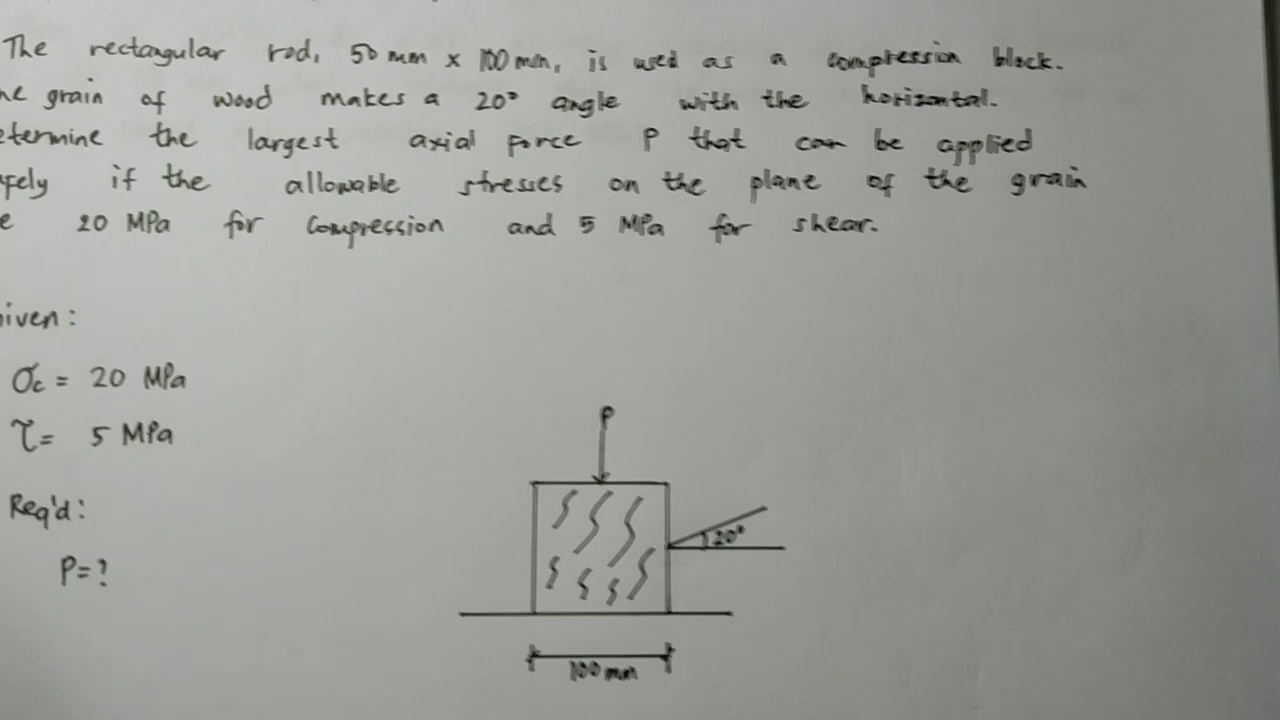 The rectangular rod, 50 mm x 100 mm, is used as a compression block.
he grain of wood makes a 20° angle with the horizontal.
etermine the largest axial force P that can be applied
afely if the allowable stresses on the plane of the grain
e 20 MPa for compression and 5 MPa for shear.
iven:
σc = 20 MPa
τ = 5 MPa
Req'd:
P = ?
P
20°
100 mm